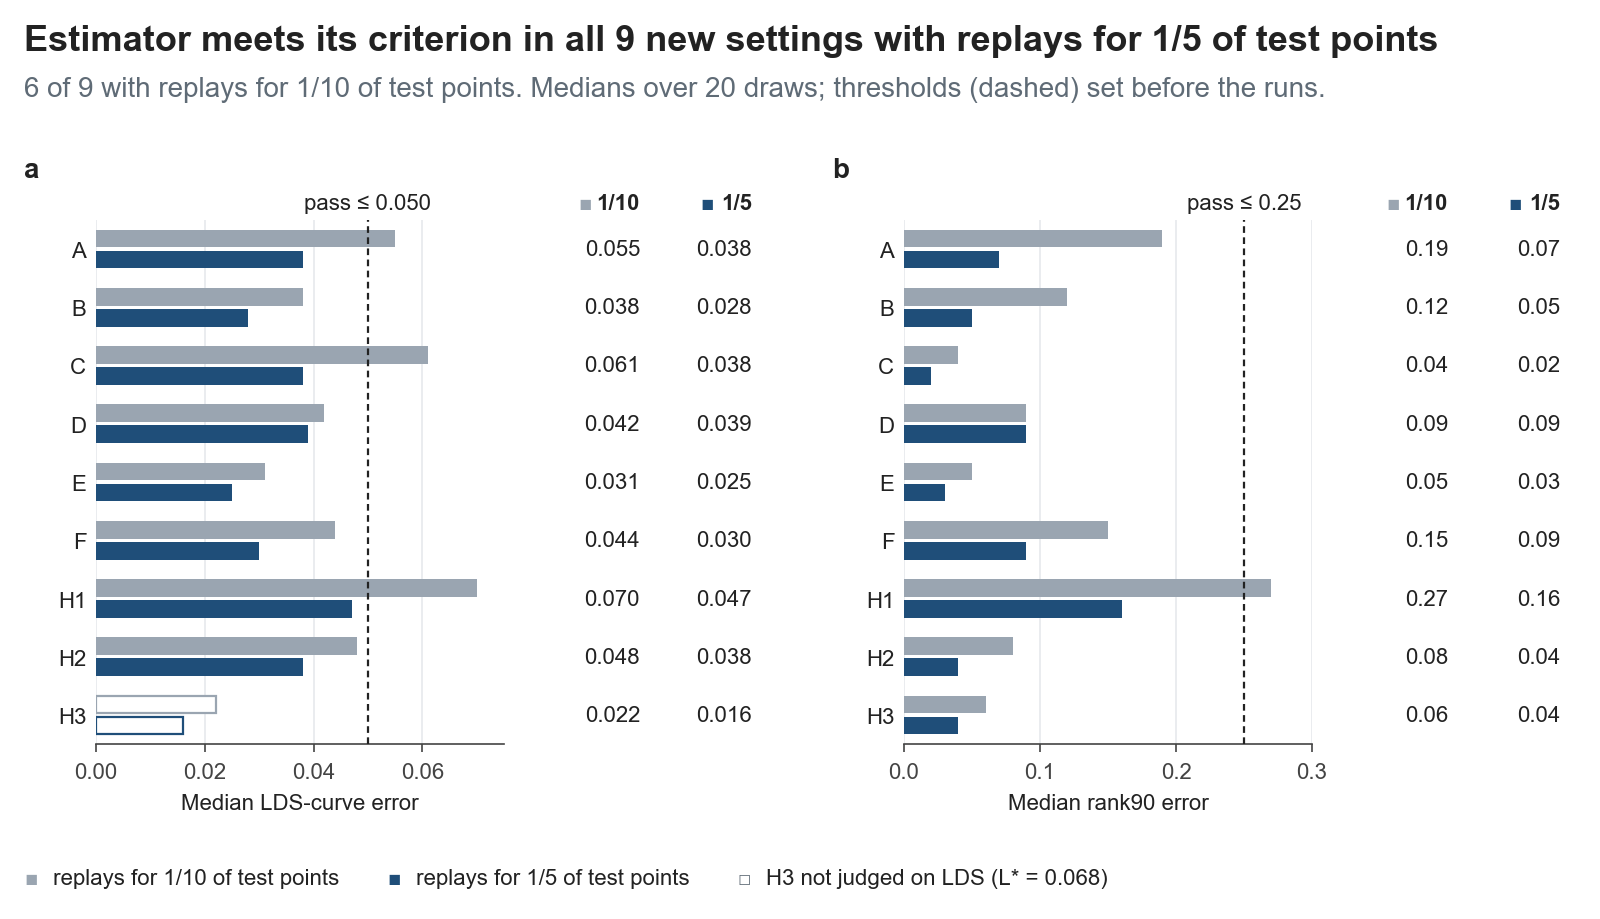 Estimator meets its criterion in all 9 new settings with replays for 1/5 of test points
6 of 9 with replays for 1/10 of test points. Medians over 20 draws; thresholds (dashed) set before the runs.
a
pass ≤ 0.050
■ 1/10 ■ 1/5
A 0.055 0.038
B 0.038 0.028
C 0.061 0.038
D 0.042 0.039
E 0.031 0.025
F 0.044 0.030
H1 0.070 0.047
H2 0.048 0.038
H3 0.022 0.016
0.00 0.02 0.04 0.06
Median LDS-curve error
b
pass ≤ 0.25
■ 1/10 ■ 1/5
A 0.19 0.07
B 0.12 0.05
C 0.04 0.02
D 0.09 0.09
E 0.05 0.03
F 0.15 0.09
H1 0.27 0.16
H2 0.08 0.04
H3 0.06 0.04
0.0 0.1 0.2 0.3
Median rank90 error
■ replays for 1/10 of test points ■ replays for 1/5 of test points □ H3 not judged on LDS (L* = 0.068)